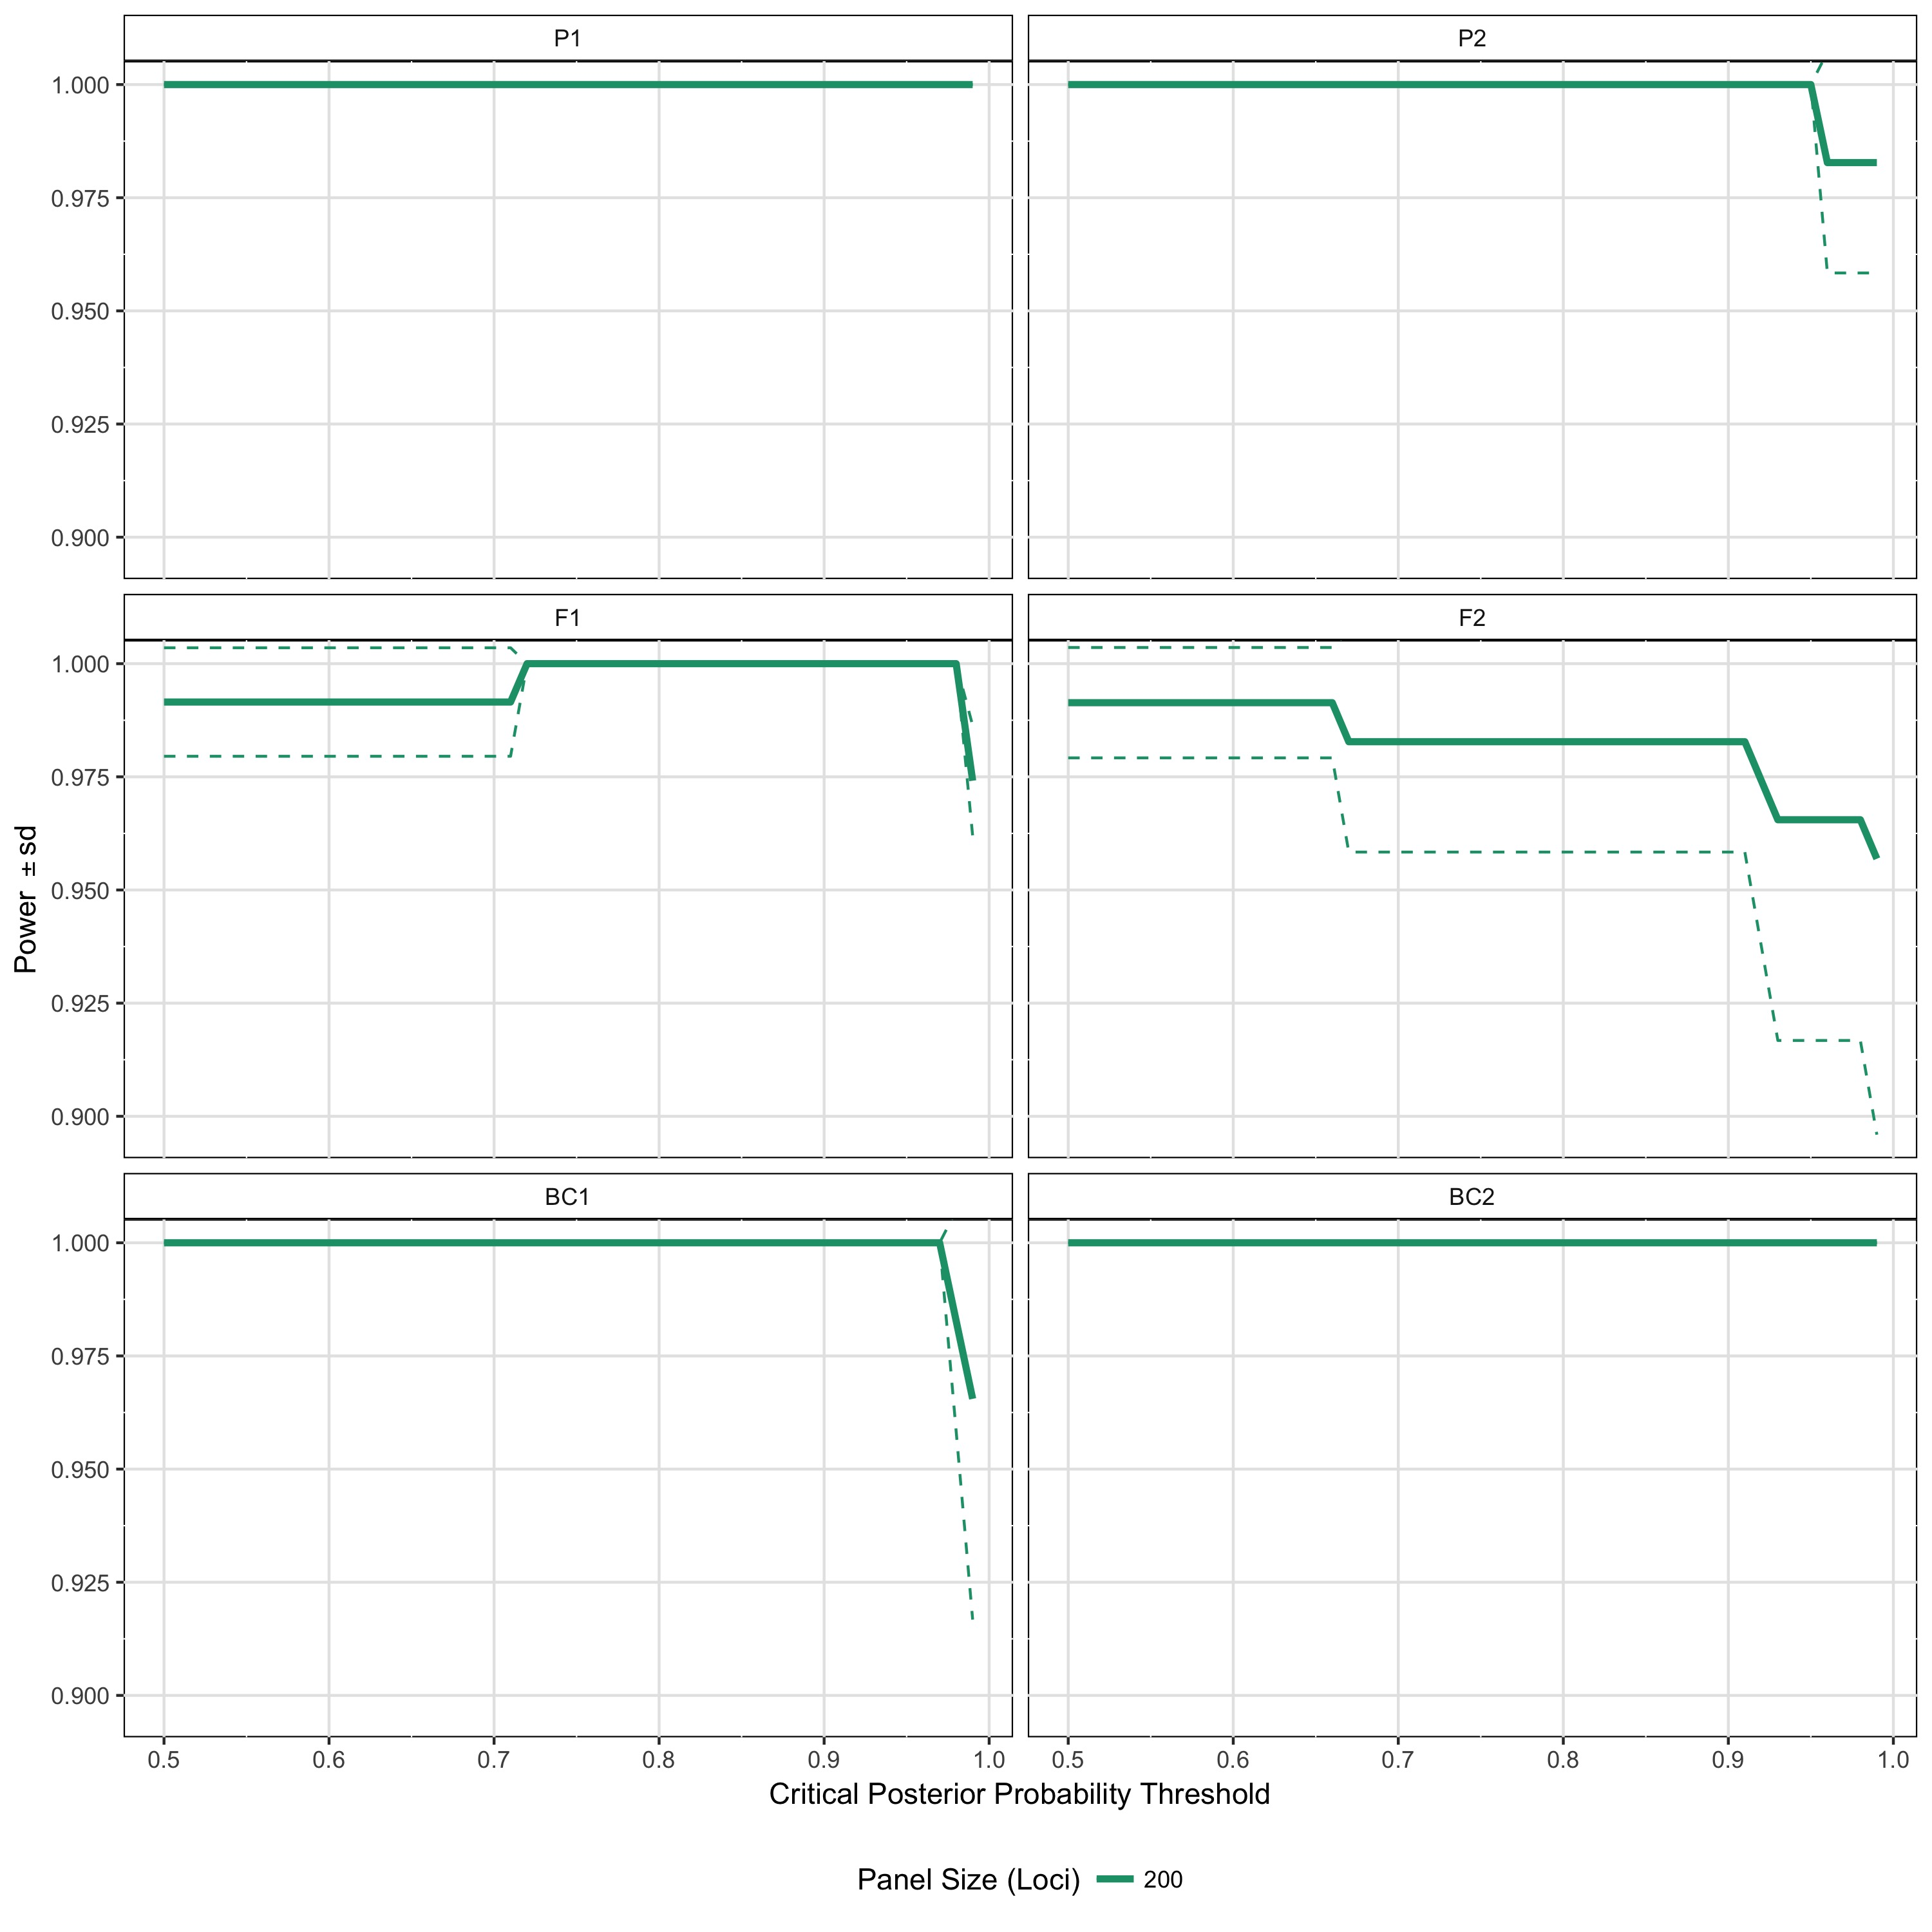 P1
P2
1.000
0.975
0.950
0.925
0.900
F1
F2
1.000
0.975
0.950
0.925
0.900
Power ± sd
BC1
BC2
1.000
0.975
0.950
0.925
0.900
0.5 0.6 0.7 0.8 0.9 1.0 0.5 0.6 0.7 0.8 0.9 1.0
Critical Posterior Probability Threshold
Panel Size (Loci) 200